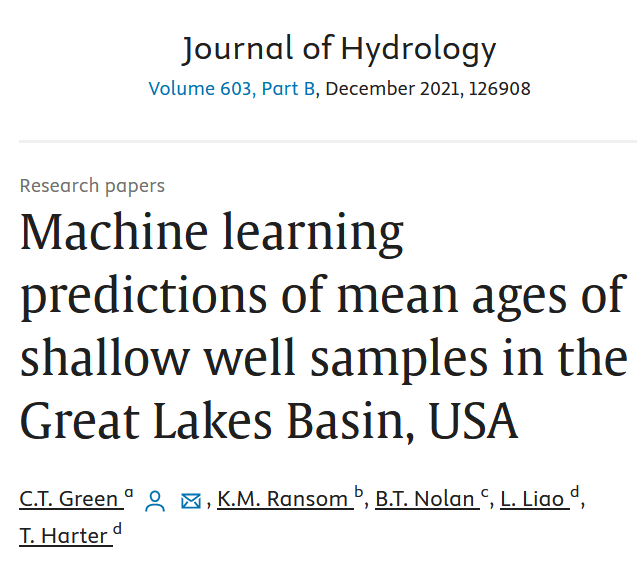 Journal of Hydrology
Volume 603, Part B, December 2021, 126908
Research papers
Machine learning
predictions of mean ages of
shallow well samples in the
Great Lakes Basin, USA
C.T. Green a, K.M. Ransom b, B.T. Nolan c, L. Liao d,
T. Harter d